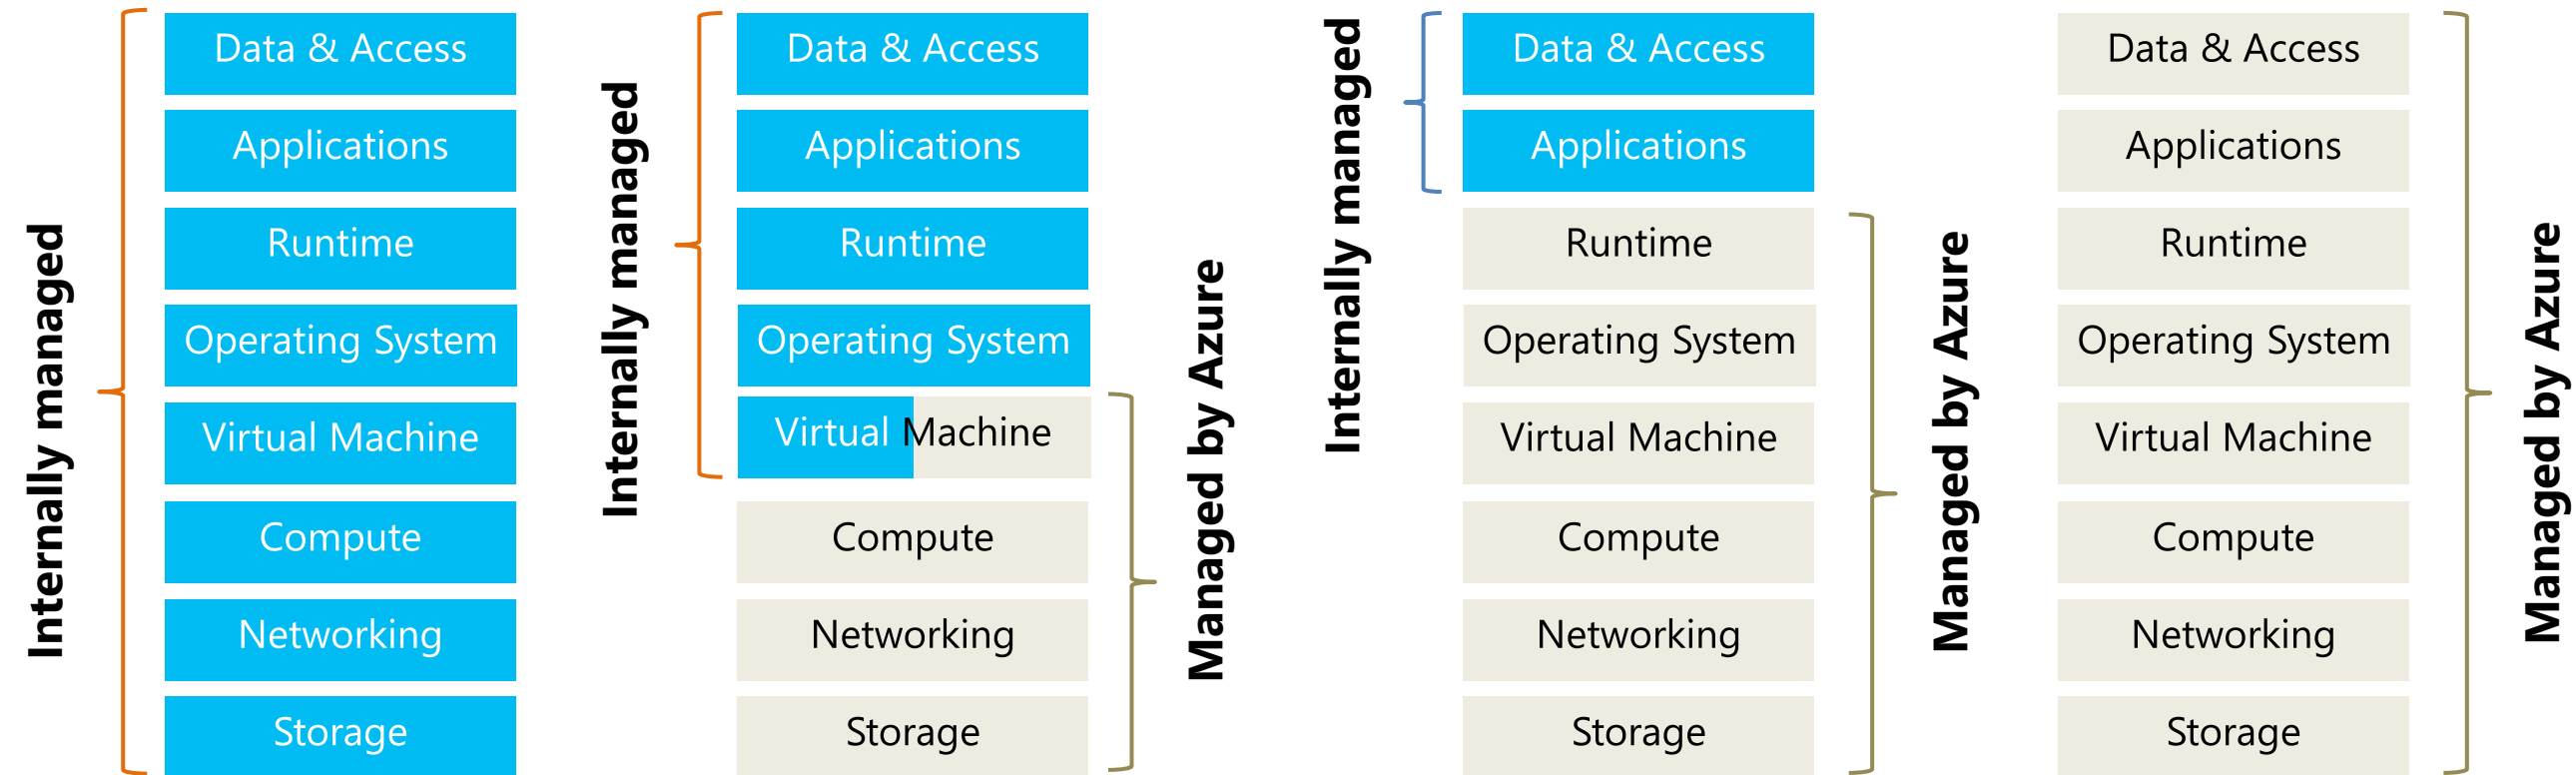 Internally managed
Data & Access
Applications
Runtime
Operating System
Virtual Machine
Compute
Networking
Storage
Internally managed
Data & Access
Applications
Runtime
Operating System
Virtual Machine
Compute
Networking
Storage
Managed by Azure
Internally managed
Data & Access
Applications
Runtime
Operating System
Virtual Machine
Compute
Networking
Storage
Managed by Azure
Data & Access
Applications
Runtime
Operating System
Virtual Machine
Compute
Networking
Storage
Managed by Azure